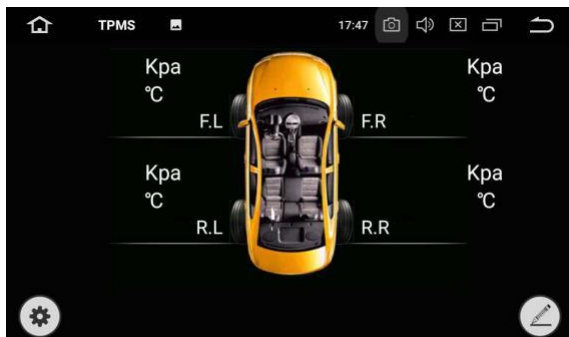 TPMS 17:47
Kpa Kpa
℃ ℃
F.L F.R
Kpa Kpa
℃ ℃
R.L R.R